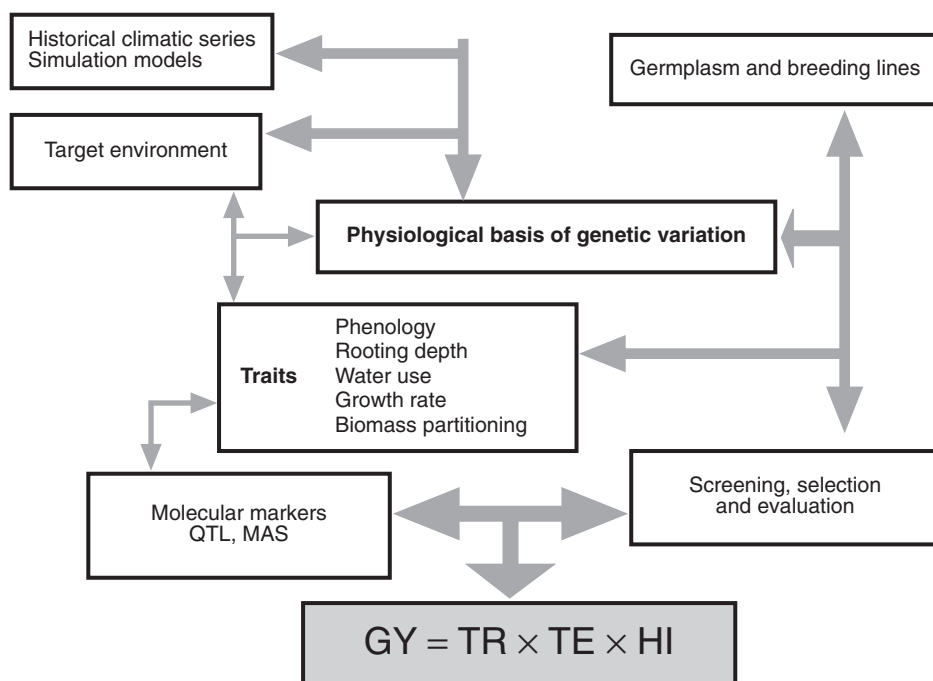 Historical climatic series
Simulation models
Germplasm and breeding lines
Target environment
Physiological basis of genetic variation
Traits
Phenology
Rooting depth
Water use
Growth rate
Biomass partitioning
Molecular markers
QTL, MAS
Screening, selection
and evaluation
GY = TR × TE × HI